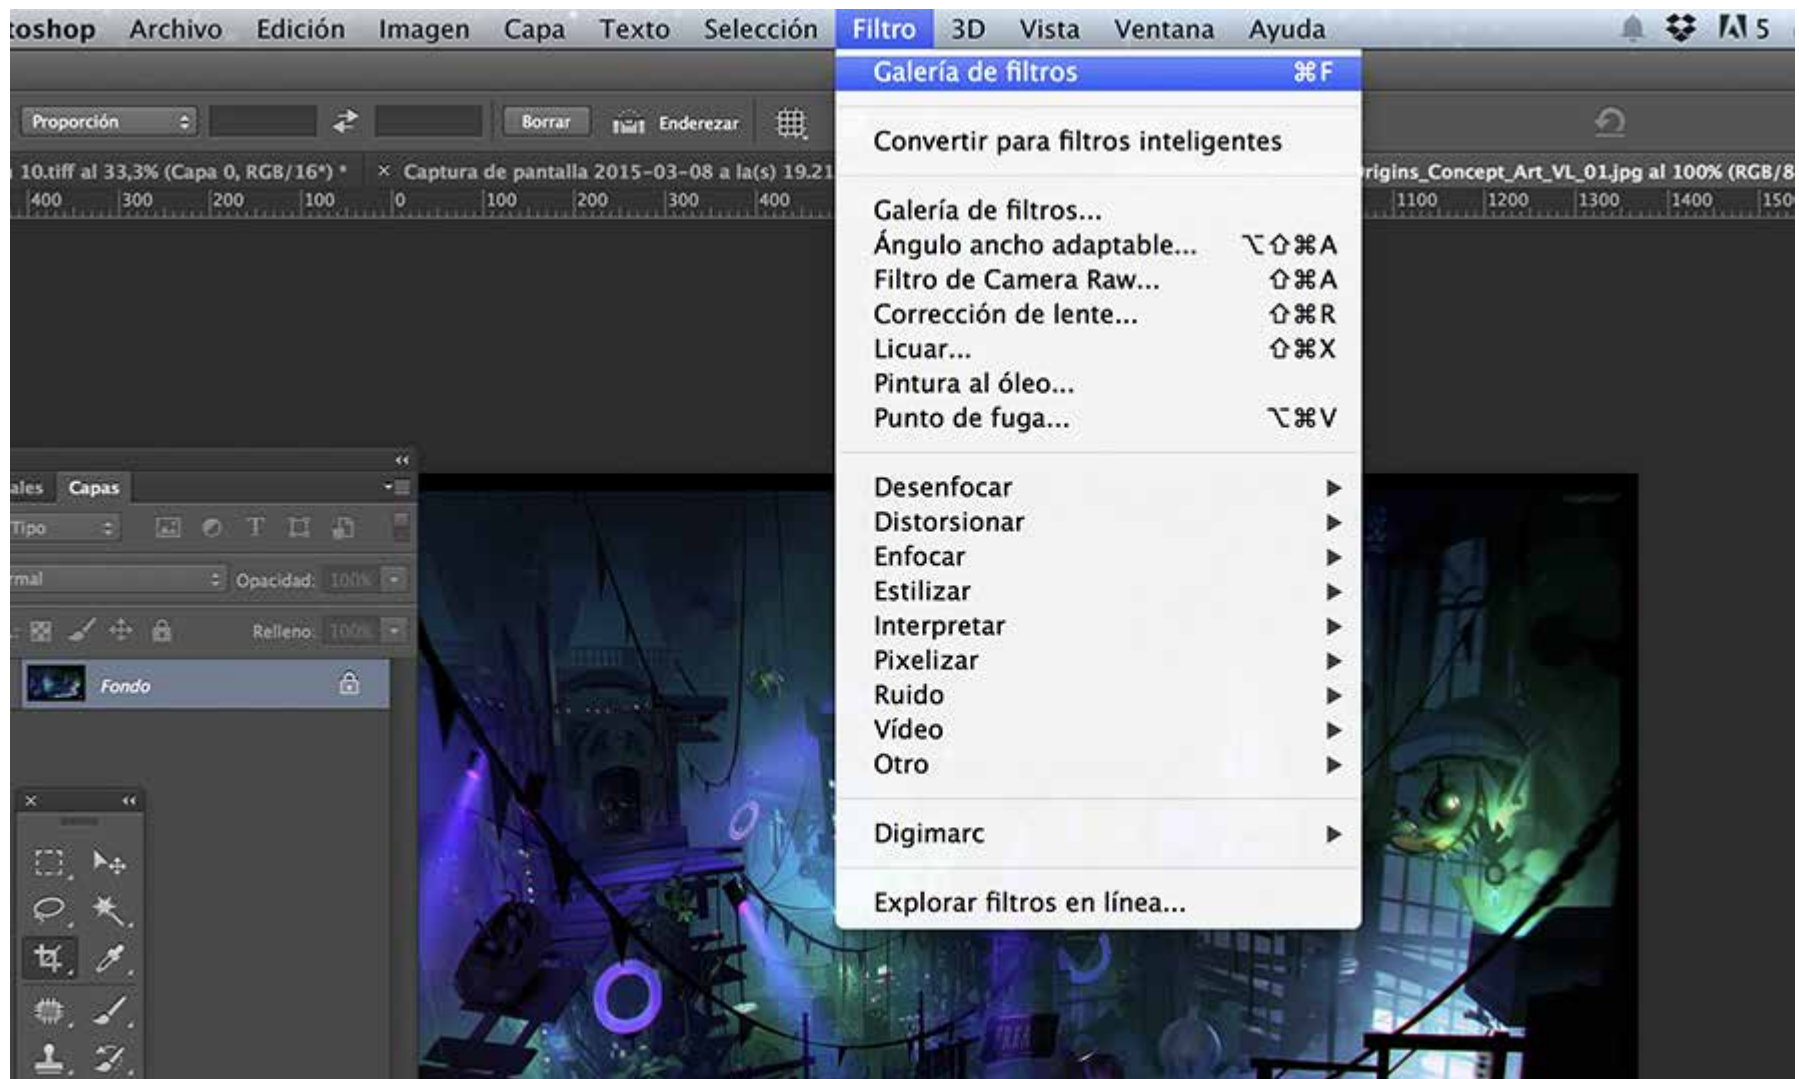 toshop Archivo Edición Imagen Capa Texto Selección Filtro 3D Vista Ventana Ayuda 5
Galería de filtros ⌘F
Proporción Borrar Enderezar
Convertir para filtros inteligentes
10.tiff al 33,3% (Capa 0, RGB/16*) * × Captura de pantalla 2015-03-08 a la(s) 19.21 rigins_Concept_Art_VL_01.jpg al 100% (RGB/8
400 300 200 100 0 100 200 300 400 1100 1200 1300 1400 150
Galería de filtros...
Ángulo ancho adaptable... ⌥⇧⌘A
Filtro de Camera Raw... ⇧⌘A
Corrección de lente... ⇧⌘R
Licuar... ⇧⌘X
Pintura al óleo...
Punto de fuga... ⌥⌘V
ales Capas
Tipo
rmal Opacidad: 100%
Relleno: 100%
Fondo
Desenfocar
Distorsionar
Enfocar
Estilizar
Interpretar
Pixelizar
Ruido
Vídeo
Otro
Digimarc
Explorar filtros en línea...